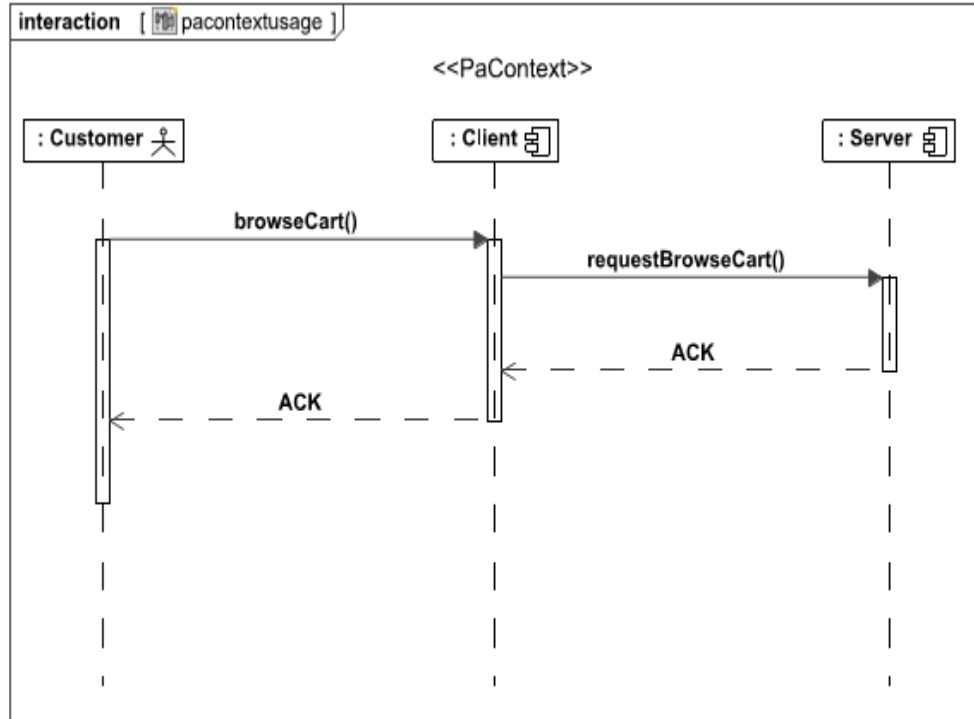 interaction [ pacontextusage ]
<<PaContext>>
: Customer : Client : Server
browseCart()
requestBrowseCart()
ACK
ACK